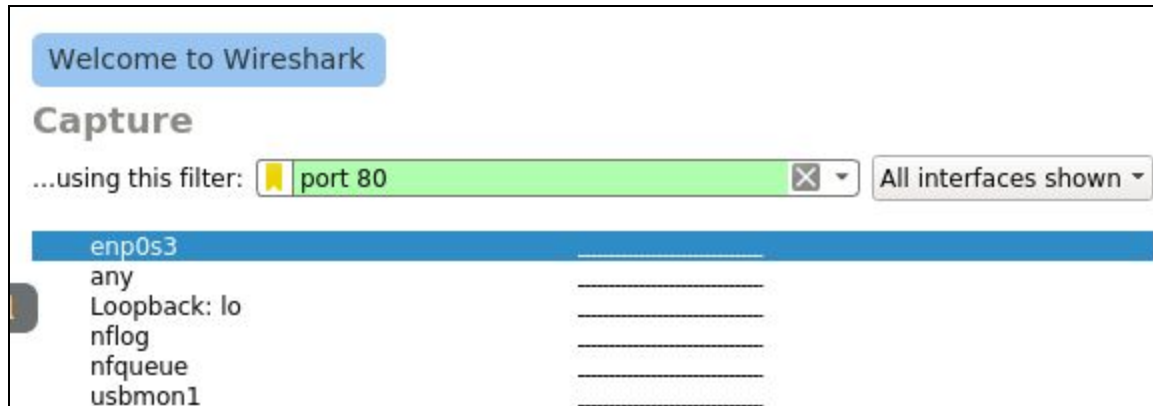 Welcome to Wireshark
Capture
...using this filter: port 80 All interfaces shown
enp0s3
any
Loopback: lo
nflog
nfqueue
usbmon1